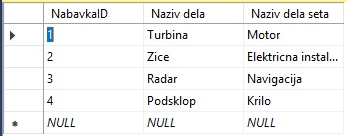 NabavkaID Naziv dela Naziv dela seta
1 Turbina Motor
2 Zice Elektricna instal...
3 Radar Navigacija
4 Podsklop Krilo
NULL NULL NULL